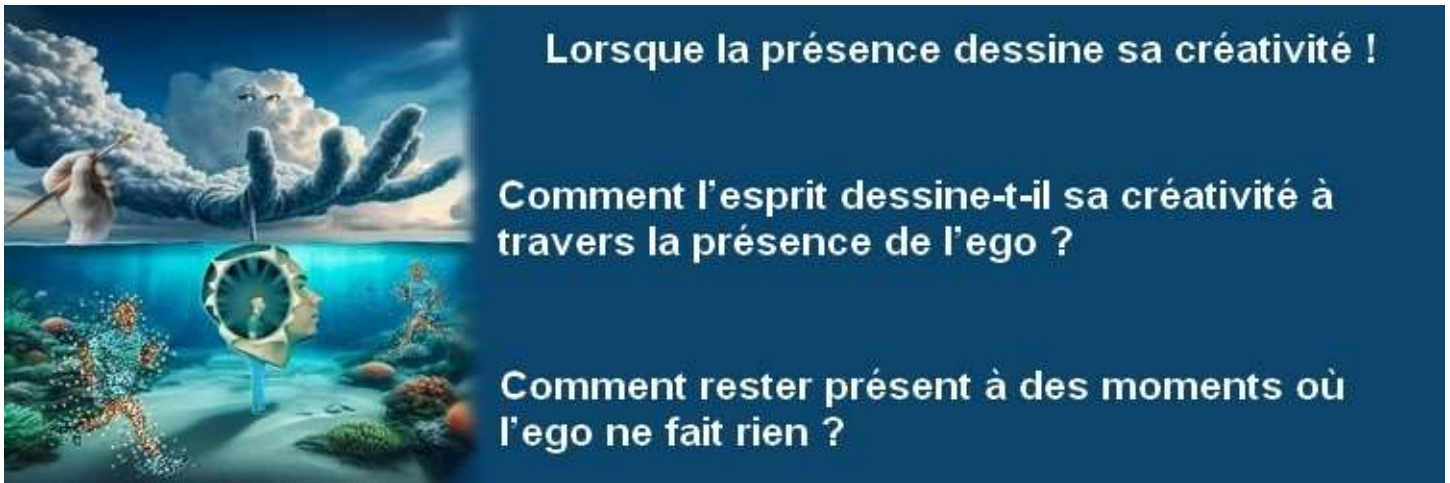 Lorsque la présence dessine sa créativité !
Comment l'esprit dessine-t-il sa créativité à
travers la présence de l'ego ?
Comment rester présent à des moments où
l'ego ne fait rien ?